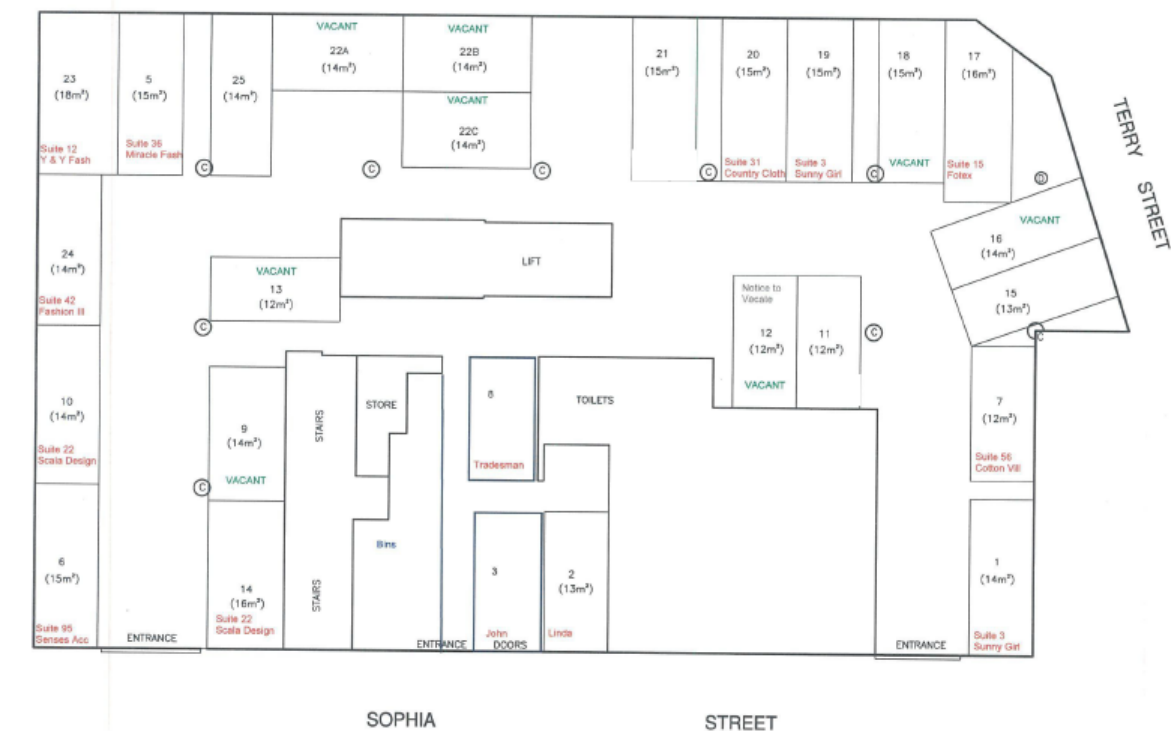 VACANT
VACANT
23
(18m²)
Suite 12
Y & Y Fash
5
(15m²)
Suite 36
Miracle Fash
25
(14m²)
22A
(14m²)
22B
(14m²)
VACANT
22C
(14m²)
21
(15m²)
20
(15m²)
Suite 31
Country Cloth
19
(15m²)
Suite 3
Sunny Girl
18
(15m²)
VACANT
17
(16m²)
Suite 15
Fotex
TERRY STREET
C
C
C
C
C
D
24
(14m²)
Suite 42
Fashion III
VACANT
13
(12m²)
LIFT
VACANT
16
(14m²)
15
(13m²)
C
C
C
Notice to
Vacate
12
(12m²)
VACANT
11
(12m²)
10
(14m²)
Suite 22
Scala Design
9
(14m²)
VACANT
C
STAIRS
STORE
8
Tradesman
TOILETS
7
(12m²)
Suite 56
Cotton Vill
6
(15m²)
Suite 95
Senses Acc
ENTRANCE
14
(16m²)
Suite 22
Scala Design
STAIRS
Bins
3
John
2
(13m²)
Linda
ENTRANCE DOORS
ENTRANCE
1
(14m²)
Suite 3
Sunny Girl
SOPHIA STREET